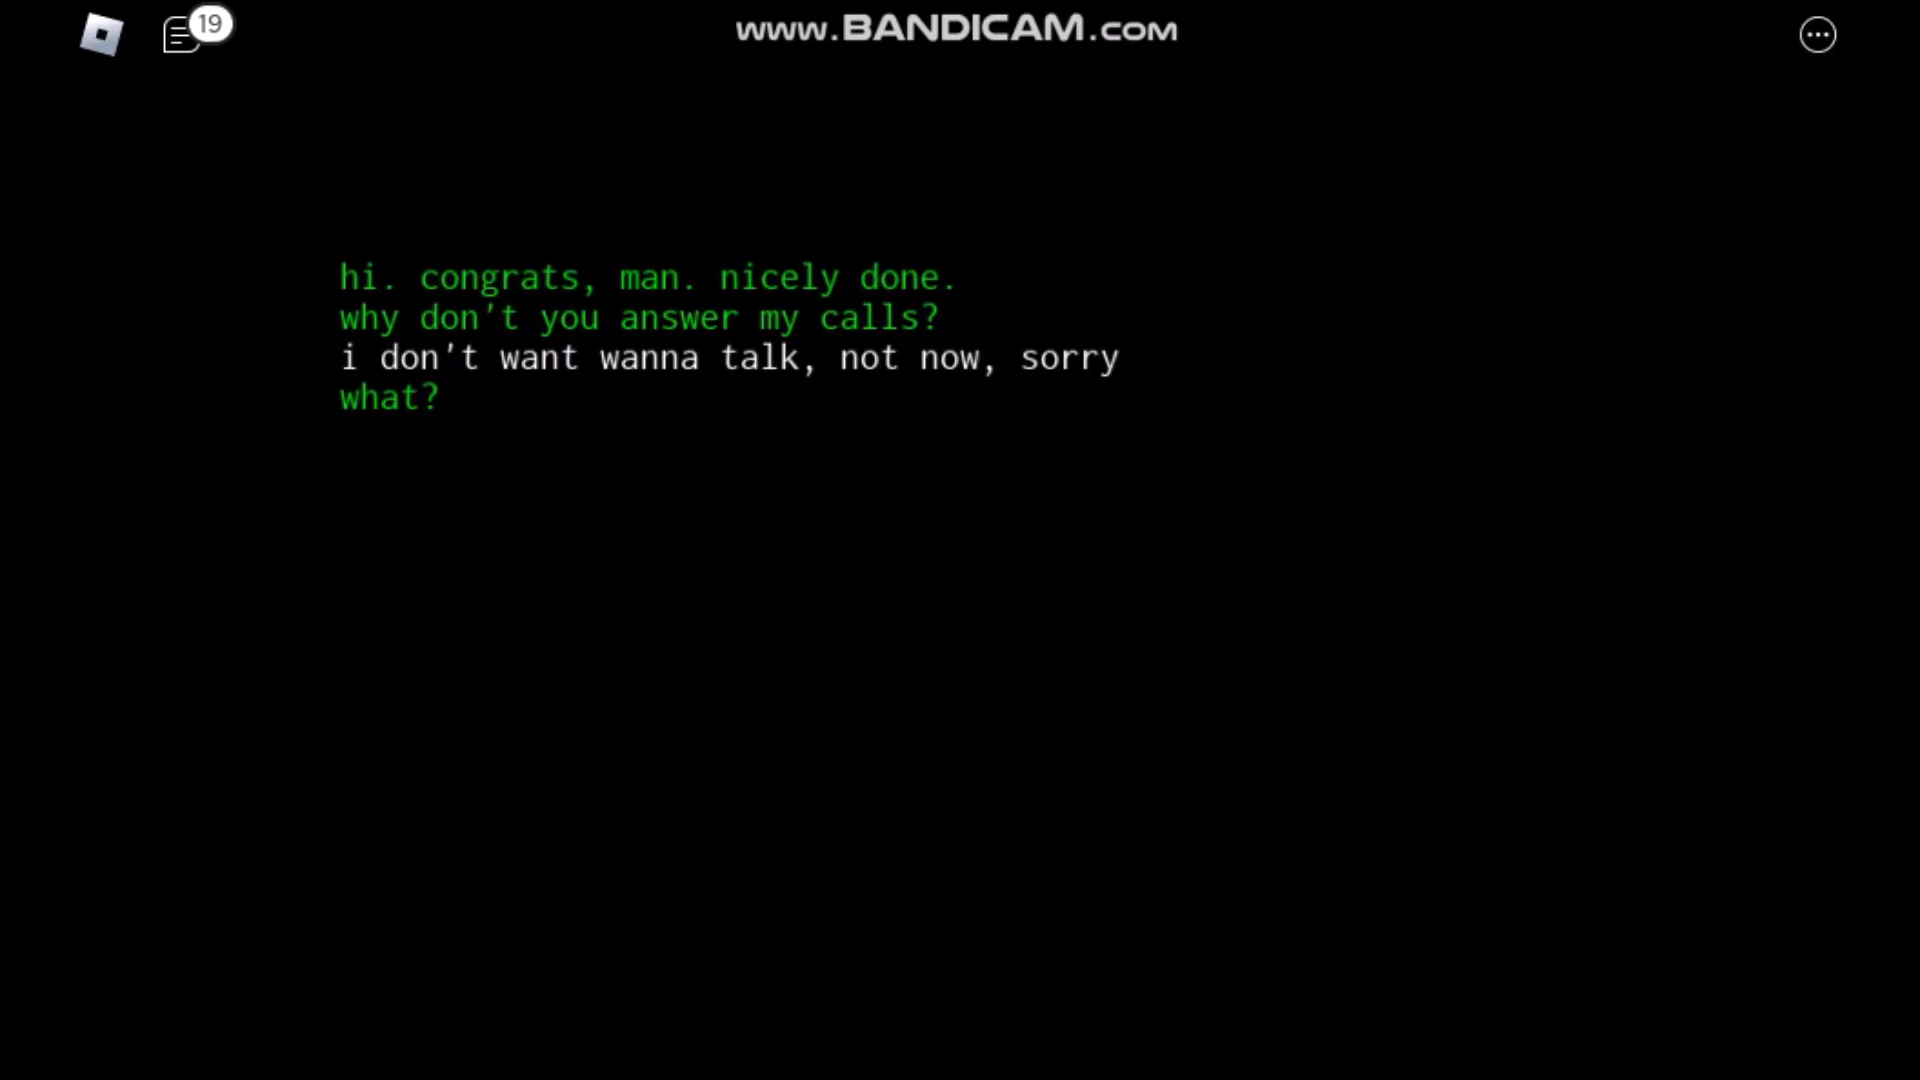 19
www.BANDICAM.COM
hi. congrats, man. nicely done.
why don't you answer my calls?
i don't want wanna talk, not now, sorry
what?